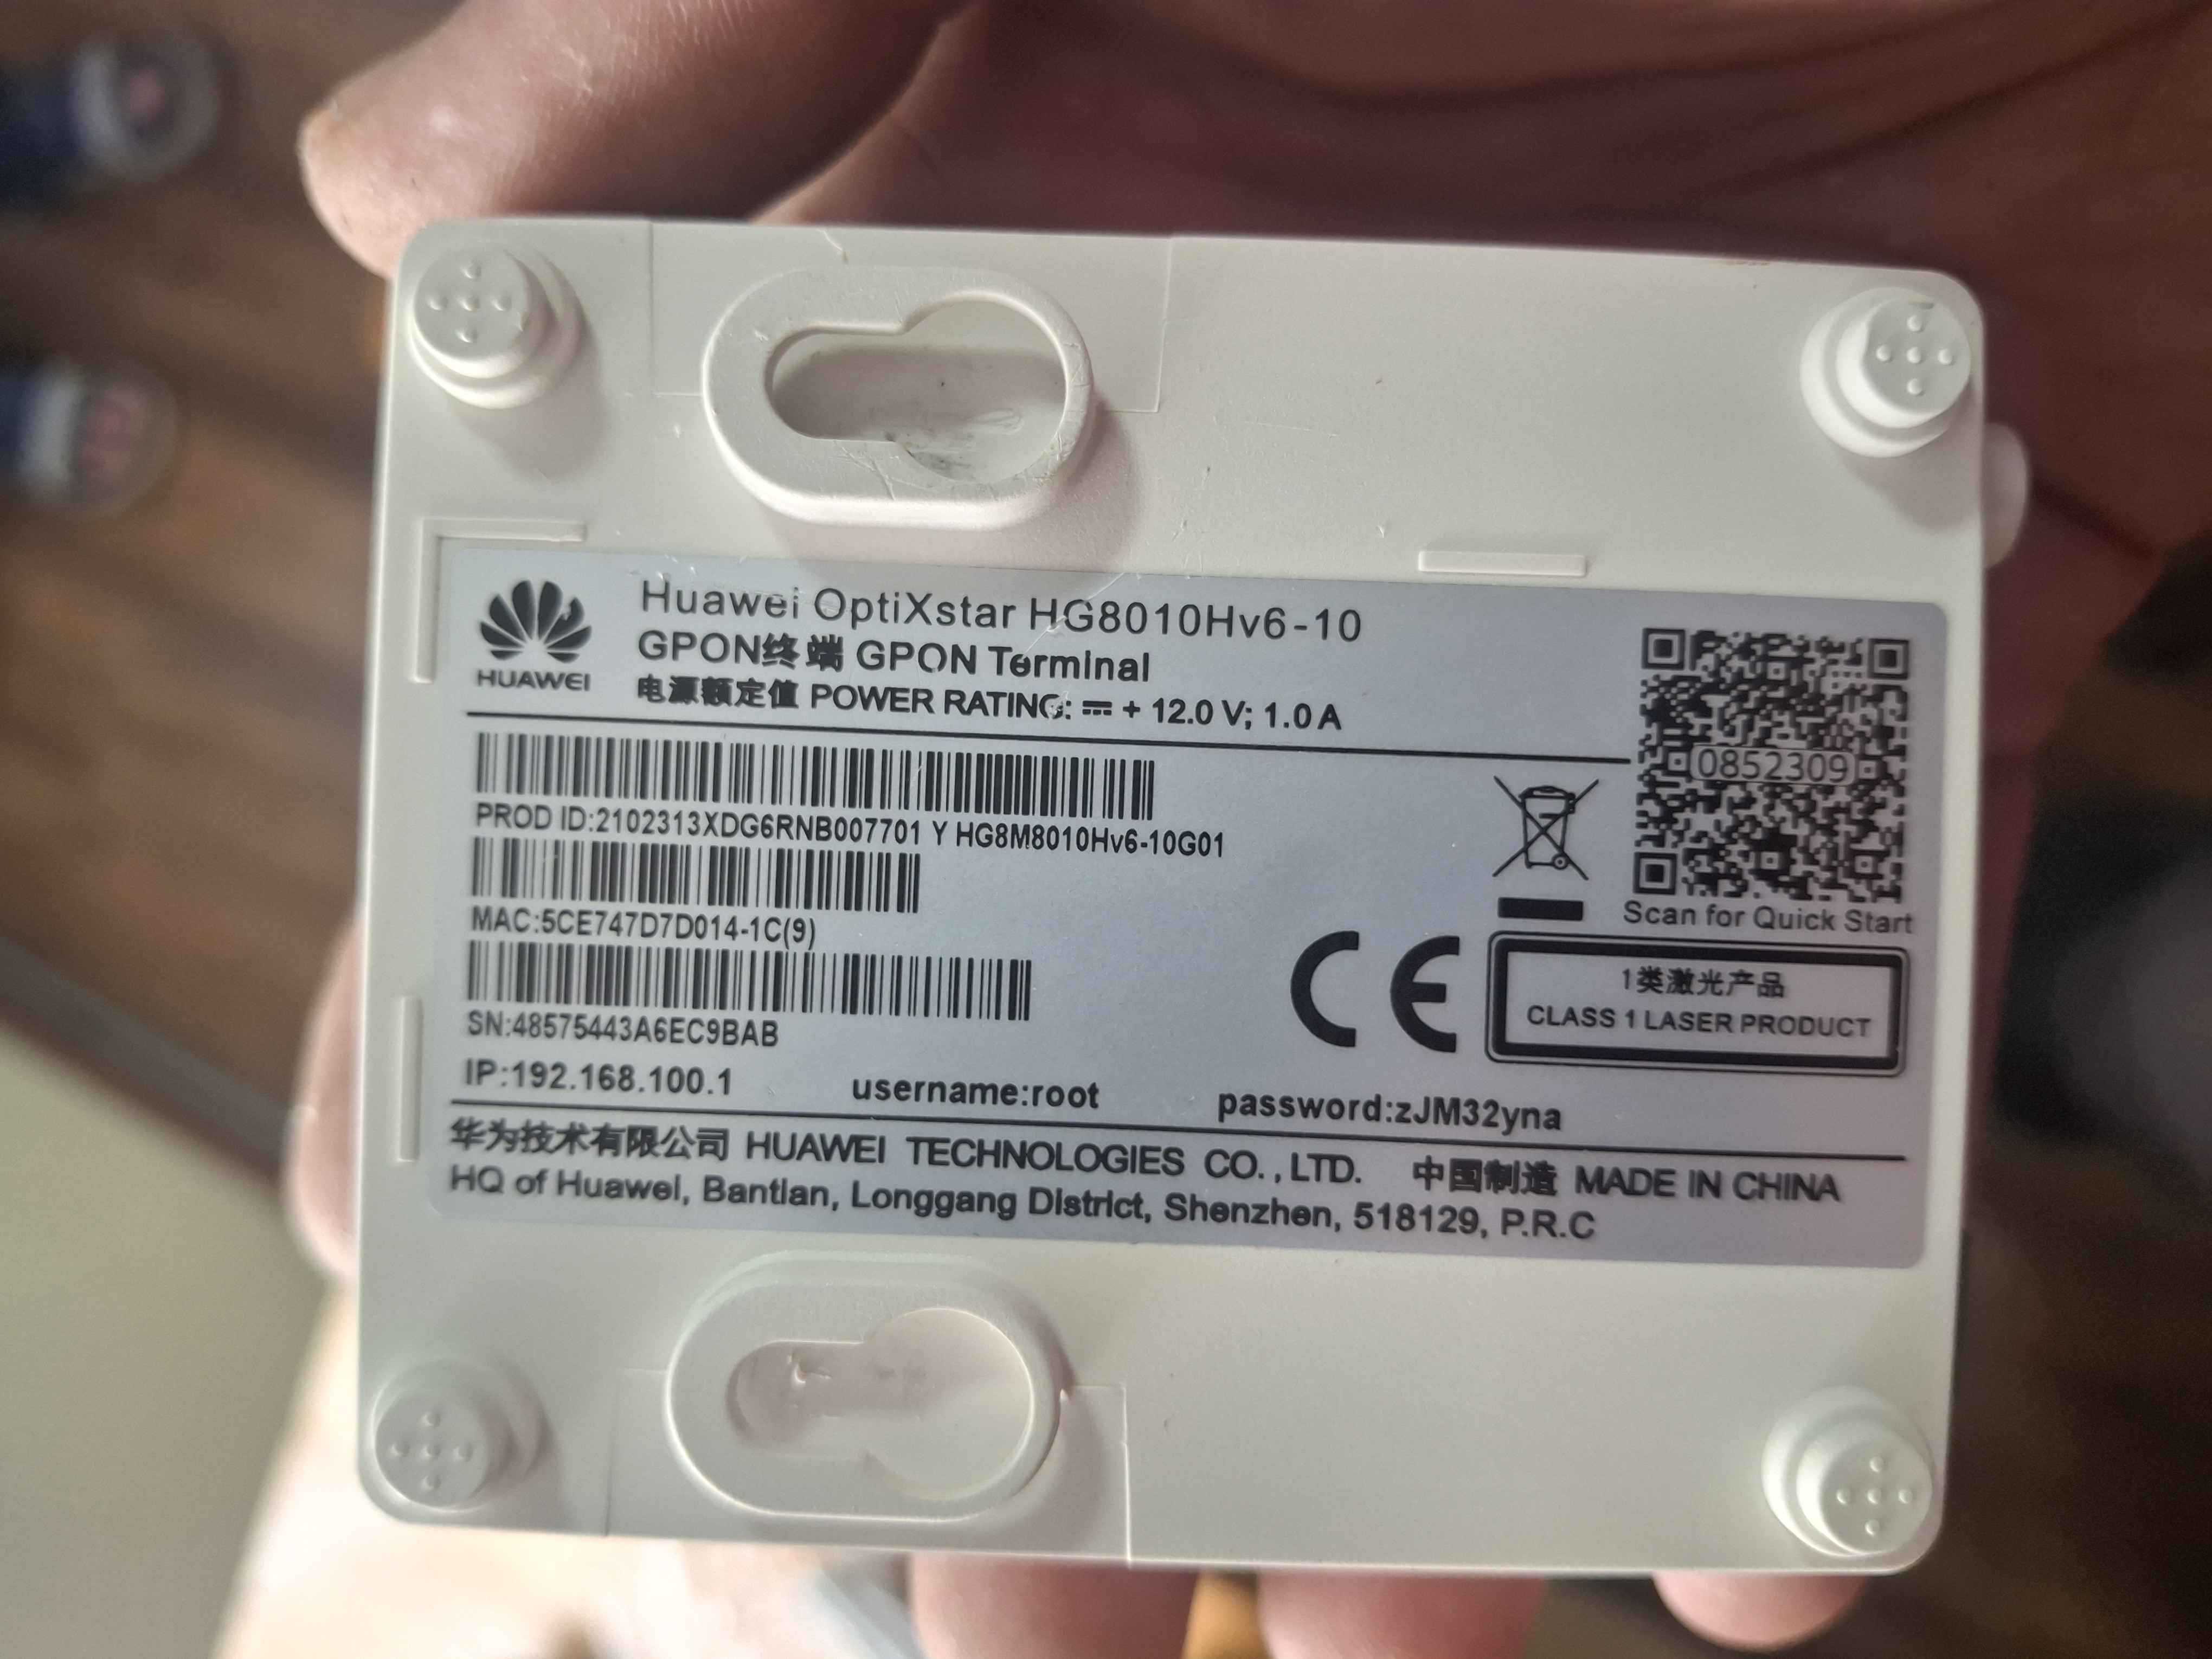 Huawei OptiXstar HG8010Hv6-10
GPON终端 GPON Terminal
HUAWEI
电源额定值 POWER RATING: ⎓ + 12.0 V; 1.0 A
0852309
PROD ID:2102313XDG6RNB007701 Y HG8M8010Hv6-10G01
Scan for Quick Start
MAC:5CE747D7D014-1C(9)
CE
1类激光产品
CLASS 1 LASER PRODUCT
SN:48575443A6EC9BAB
IP:192.168.100.1 username:root password:zJM32yna
华为技术有限公司 HUAWEI TECHNOLOGIES CO.,LTD. 中国制造 MADE IN CHINA
HQ of Huawei, Bantian, Longgang District, Shenzhen, 518129, P.R.C